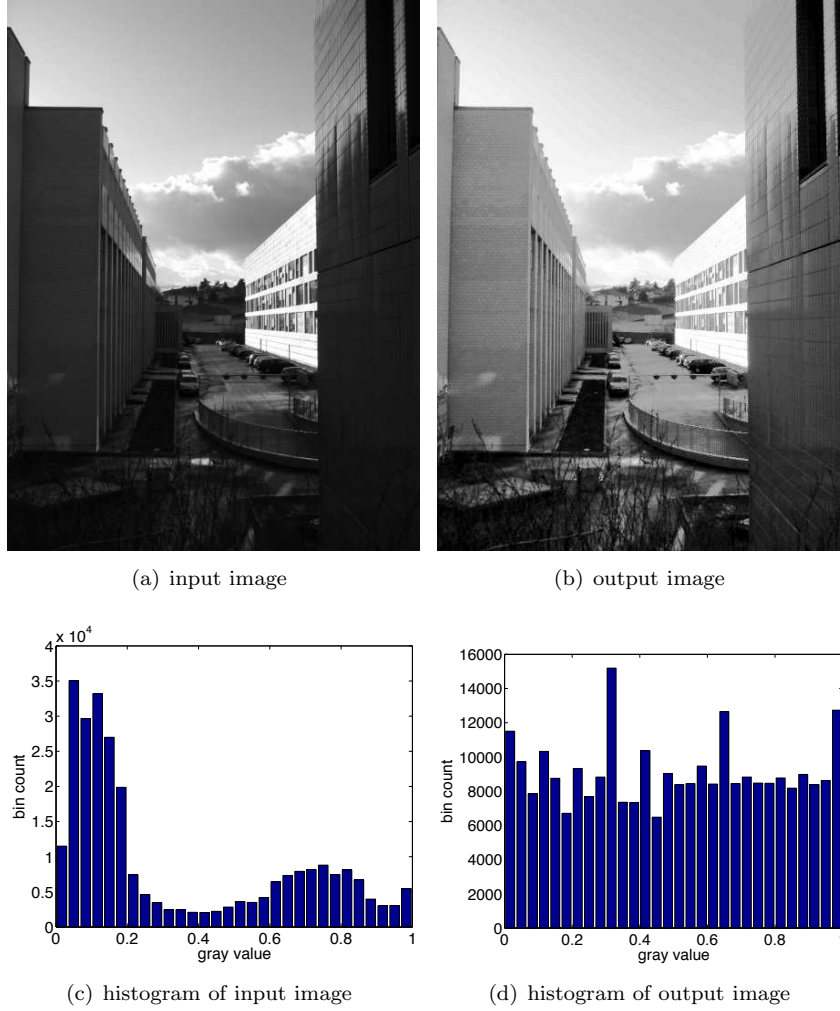 (a) input image
(b) output image
x 10^4
4
3.5
3
2.5
2
1.5
1
0.5
0
bin count
0 0.2 0.4 0.6 0.8 1
gray value
(c) histogram of input image
16000
14000
12000
10000
8000
6000
4000
2000
0
bin count
0 0.2 0.4 0.6 0.8
gray value
(d) histogram of output image